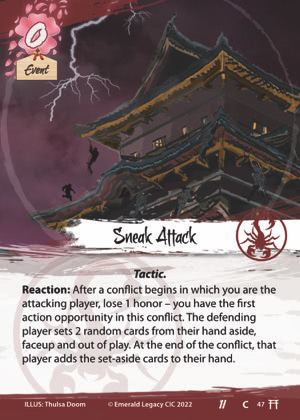 0
Event
Sneak Attack
Tactic.
Reaction: After a conflict begins in which you are the
attacking player, lose 1 honor – you have the first
action opportunity in this conflict. The defending
player sets 2 random cards from their hand aside,
faceup and out of play. At the end of the conflict, that
player adds the set-aside cards to their hand.
ILLUS: Thulsa Doom © Emerald Legacy CIC 2022 C 47